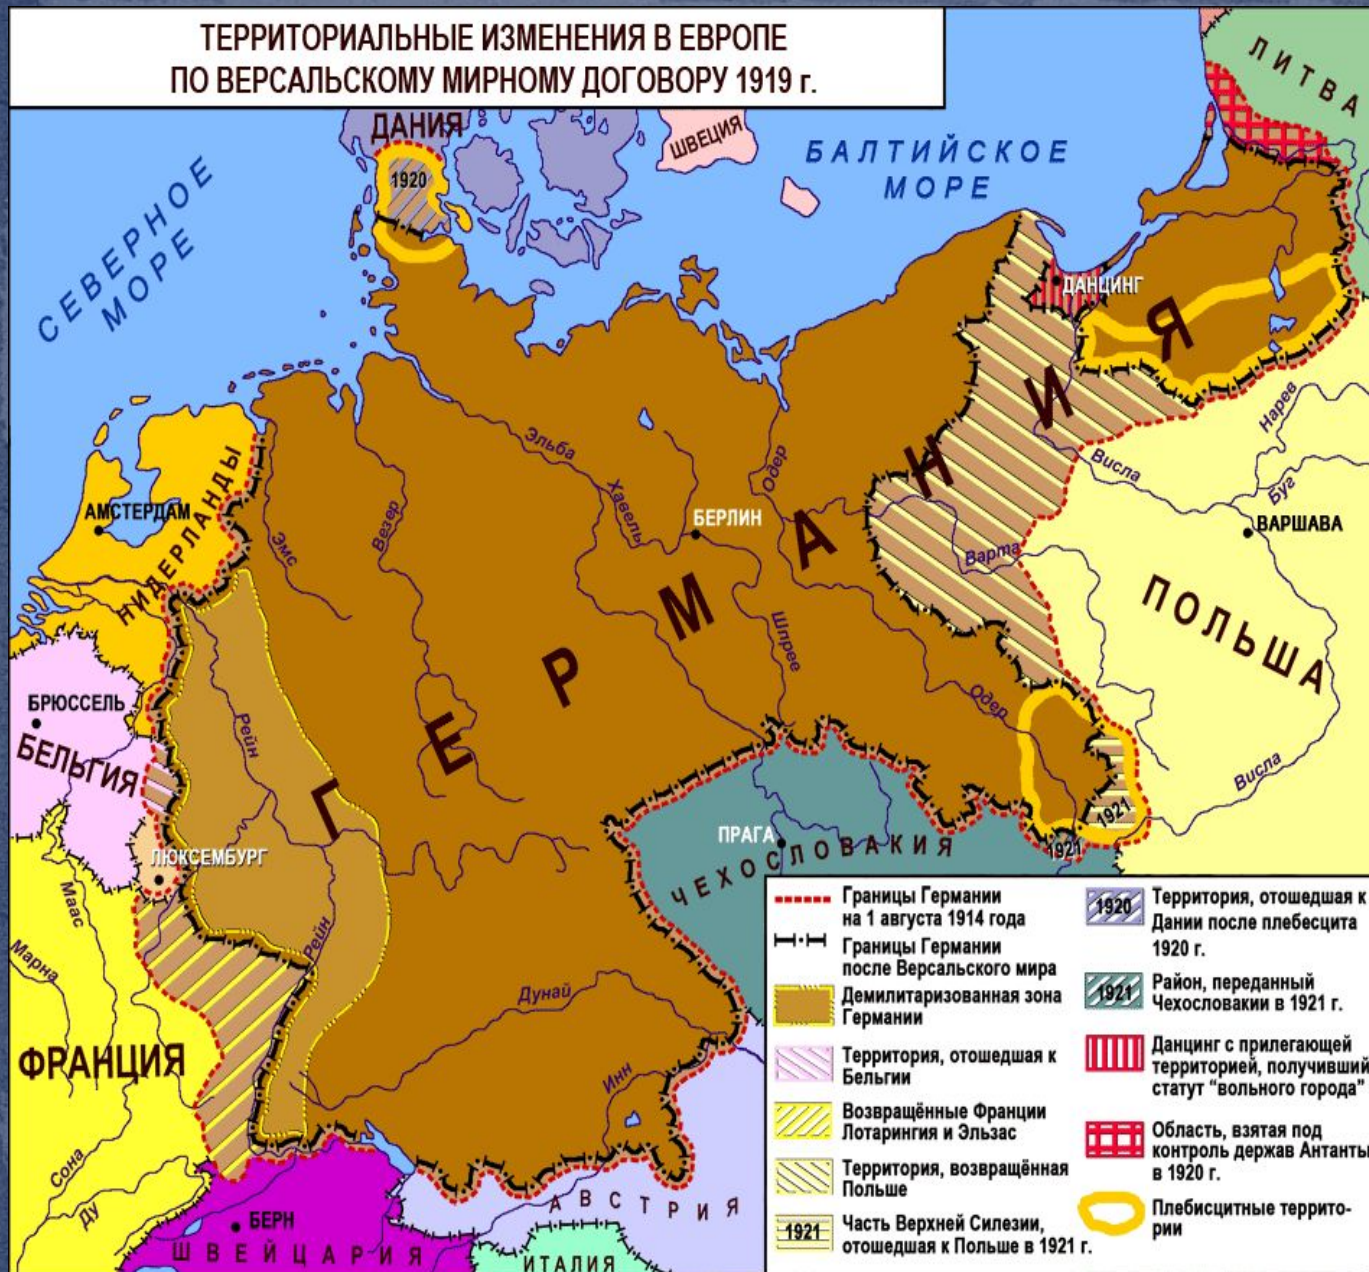 ТЕРРИТОРИАЛЬНЫЕ ИЗМЕНЕНИЯ В ЕВРОПЕ
ПО ВЕРСАЛЬСКОМУ МИРНОМУ ДОГОВОРУ 1919 г.
ЛИТВА
ДАНИЯ
ШВЕЦИЯ
БАЛТИЙСКОЕ
МОРЕ
1920
СЕВЕРНОЕ
МОРЕ
ДАНЦИНГ
ГЕРМАНИЯ
Нарев
Эльба
НИДЕРЛАНДЫ
Одер
Висла
Буг
Хавель
АМСТЕРДАМ
Везер
БЕРЛИН
ВАРШАВА
Эмс
Варта
ПОЛЬША
Шпрее
Одер
БРЮССЕЛЬ
Рейн
БЕЛЬГИЯ
Висла
1921
ПРАГА
1921
ЧЕХОСЛОВАКИЯ
ЛЮКСЕМБУРГ
Маас
Рейн
Марна
Дунай
ФРАНЦИЯ
Инн
Сона
Ду
АВСТРИЯ
БЕРН
ШВЕЙЦАРИЯ
ИТАЛИЯ
Границы Германии
на 1 августа 1914 года
Границы Германии
после Версальского мира
Демилитаризованная зона
Германии
Территория, отошедшая к
Бельгии
Возвращённые Франции
Лотарингия и Эльзас
Территория, возвращённая
Польше
1921
Часть Верхней Силезии,
отошедшая к Польше в 1921 г.
1920
Территория, отошедшая к
Дании после плебесцита
1920 г.
1921
Район, переданный
Чехословакии в 1921 г.
Данцинг с прилегающей
территорией, получивший
статут "вольного города"
Область, взятая под
контроль держав Антанты
в 1920 г.
Плебисцитные террито-
рии